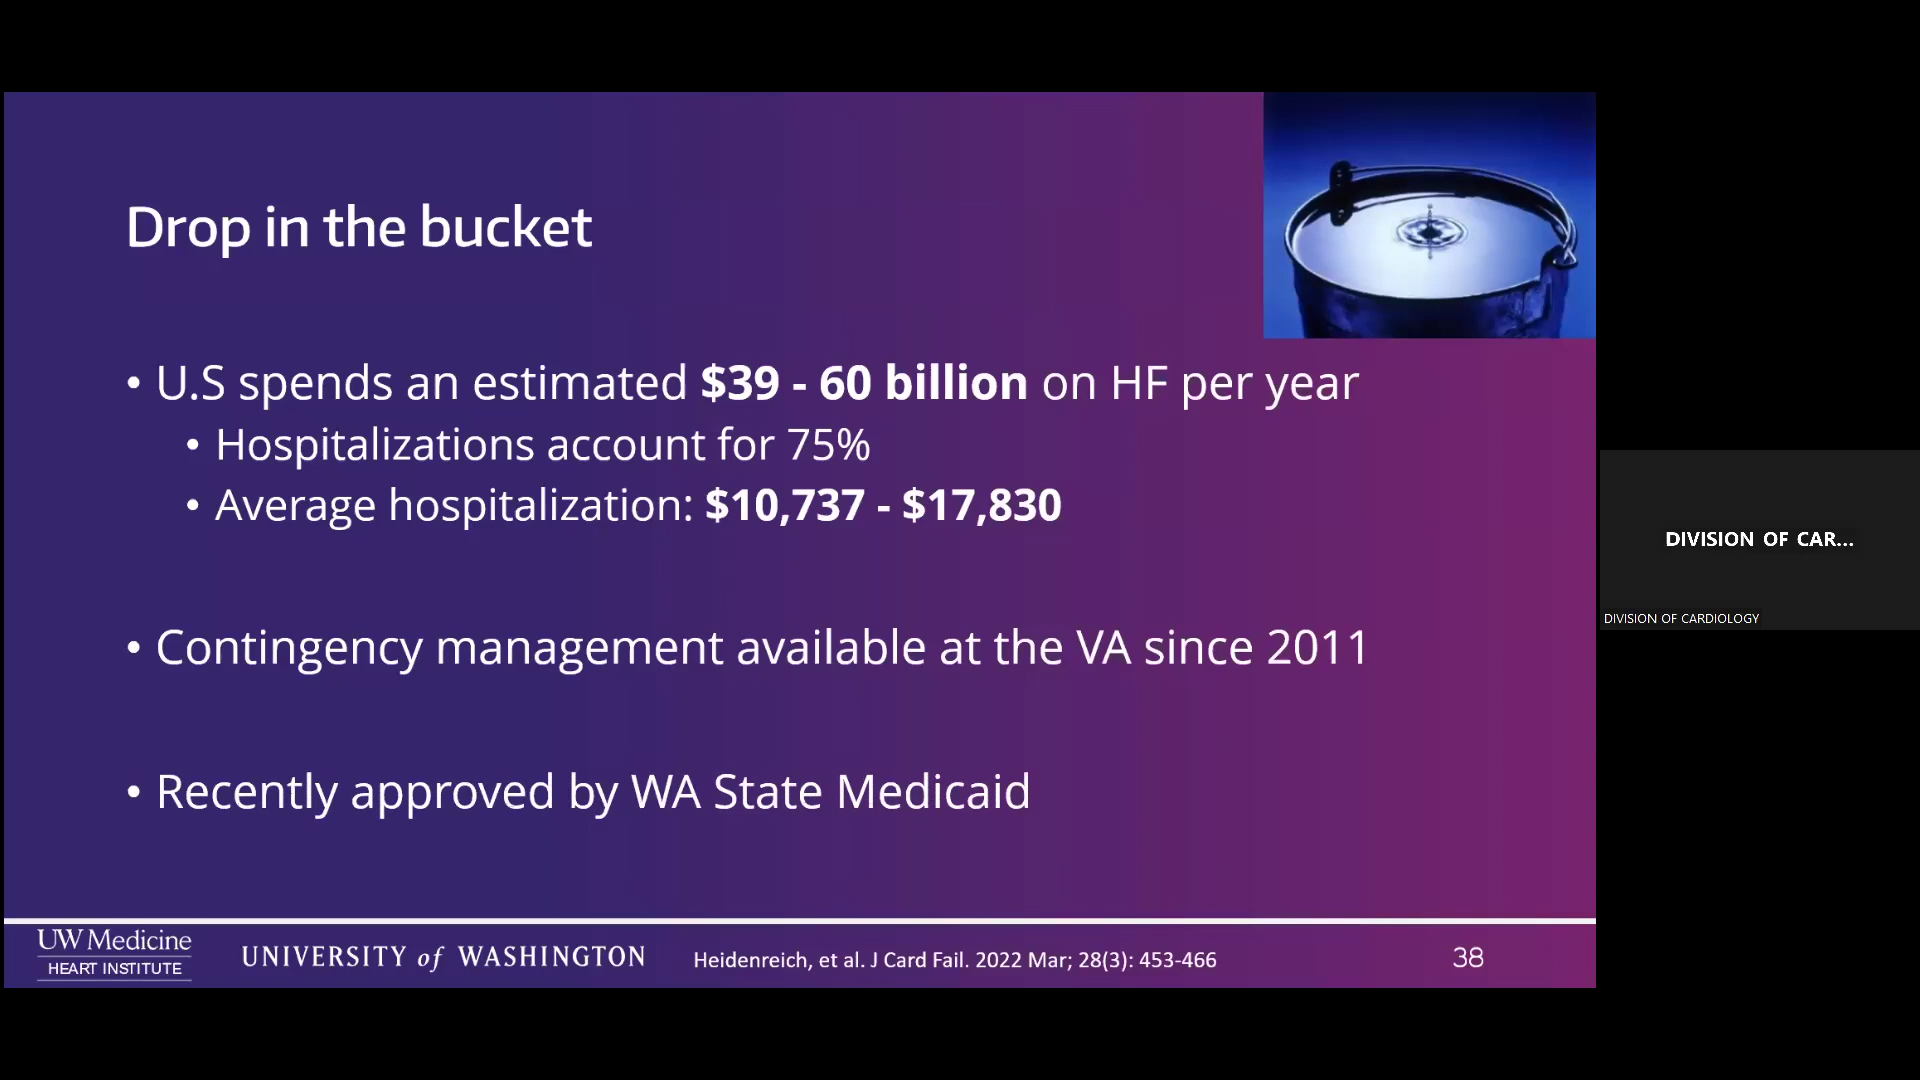 Drop in the bucket
• U.S spends an estimated $39 - 60 billion on HF per year
• Hospitalizations account for 75%
• Average hospitalization: $10,737 - $17,830
• Contingency management available at the VA since 2011
• Recently approved by WA State Medicaid
UW Medicine
HEART INSTITUTE
UNIVERSITY of WASHINGTON
Heidenreich, et al. J Card Fail. 2022 Mar; 28(3): 453-466
38
DIVISION OF CAR...
DIVISION OF CARDIOLOGY